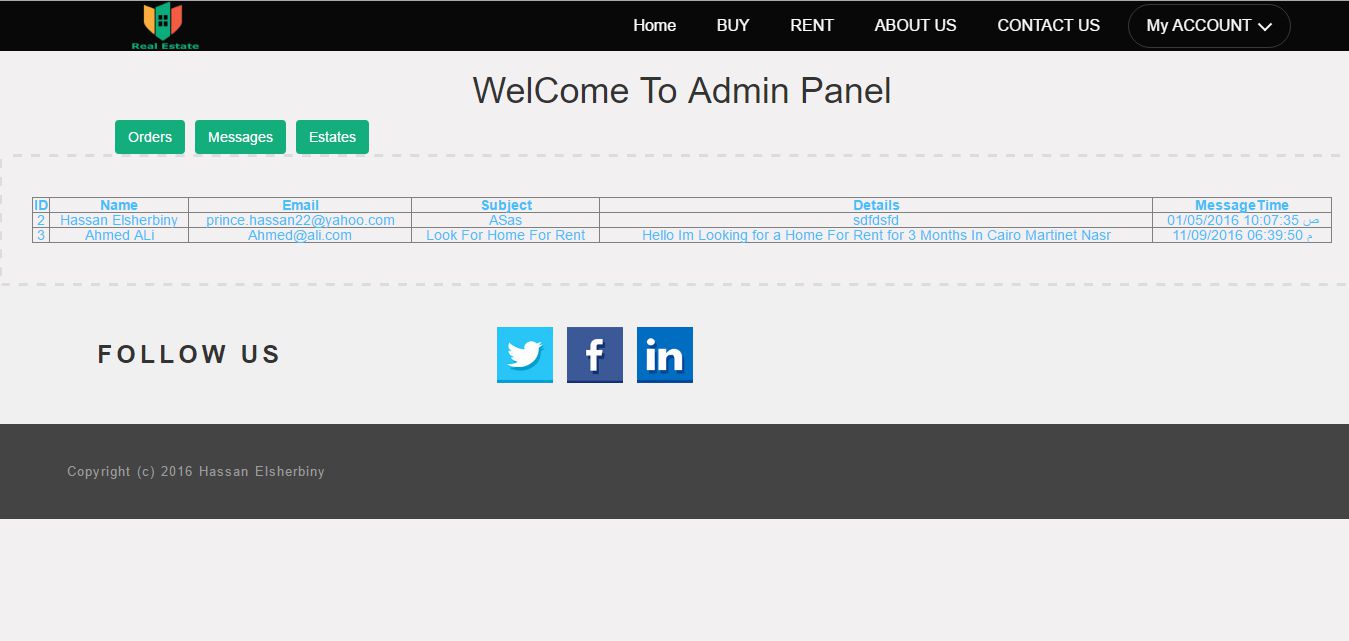 Real Estate
Home BUY RENT ABOUT US CONTACT US My ACCOUNT
WelCome To Admin Panel
Orders Messages Estates
ID Name Email Subject Details MessageTime
2 Hassan Elsherbiny prince.hassan22@yahoo.com ASas sdfdsfd 01/05/2016 10:07:35 ص
3 Ahmed ALi Ahmed@ali.com Look For Home For Rent Hello Im Looking for a Home For Rent for 3 Months In Cairo Martinet Nasr 11/09/2016 06:39:50 م
FOLLOW US
Copyright (c) 2016 Hassan Elsherbiny